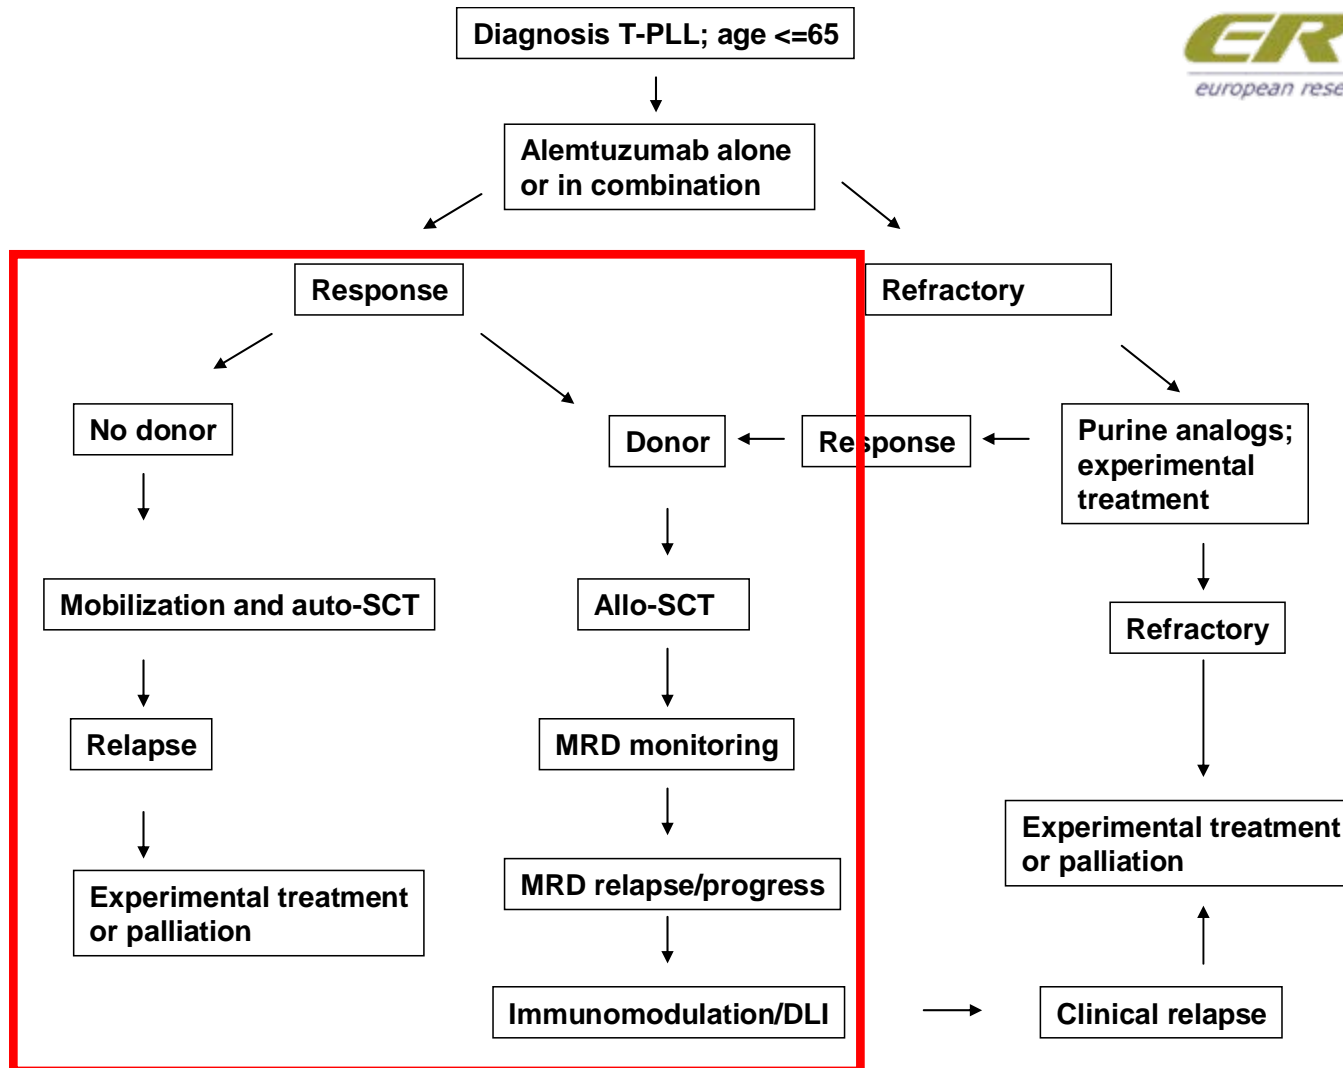 Diagnosis T-PLL; age <=65
european rese
Alemtuzumab alone
or in combination
Response
Refractory
No donor
Donor
Response
Purine analogs;
experimental
treatment
Mobilization and auto-SCT
Allo-SCT
Refractory
Relapse
MRD monitoring
Experimental treatment
or palliation
MRD relapse/progress
Experimental treatment
or palliation
Immunomodulation/DLI
Clinical relapse